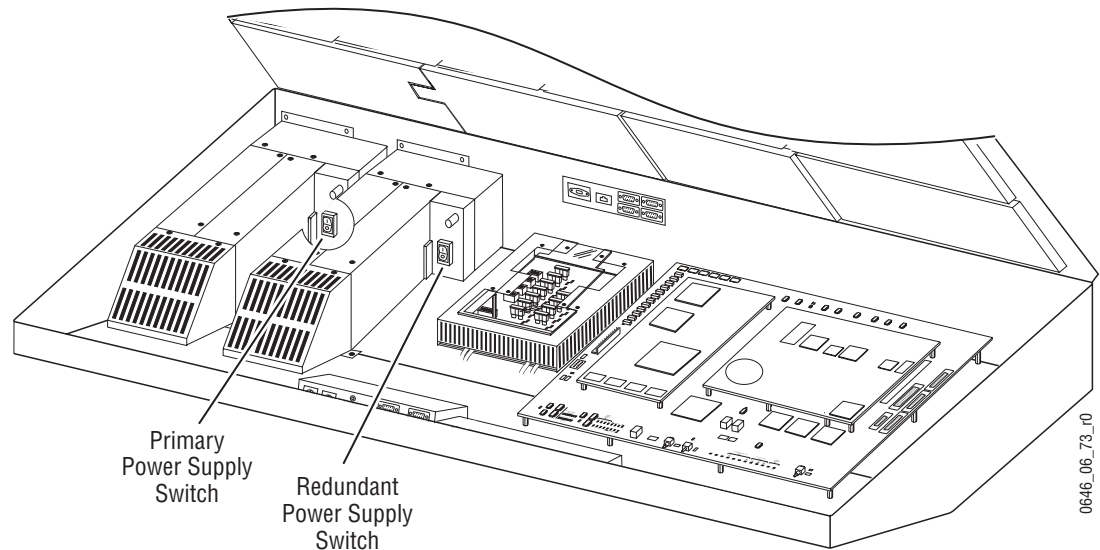 Primary
Power Supply
Switch
Redundant
Power Supply
Switch
0646_06_73_r0